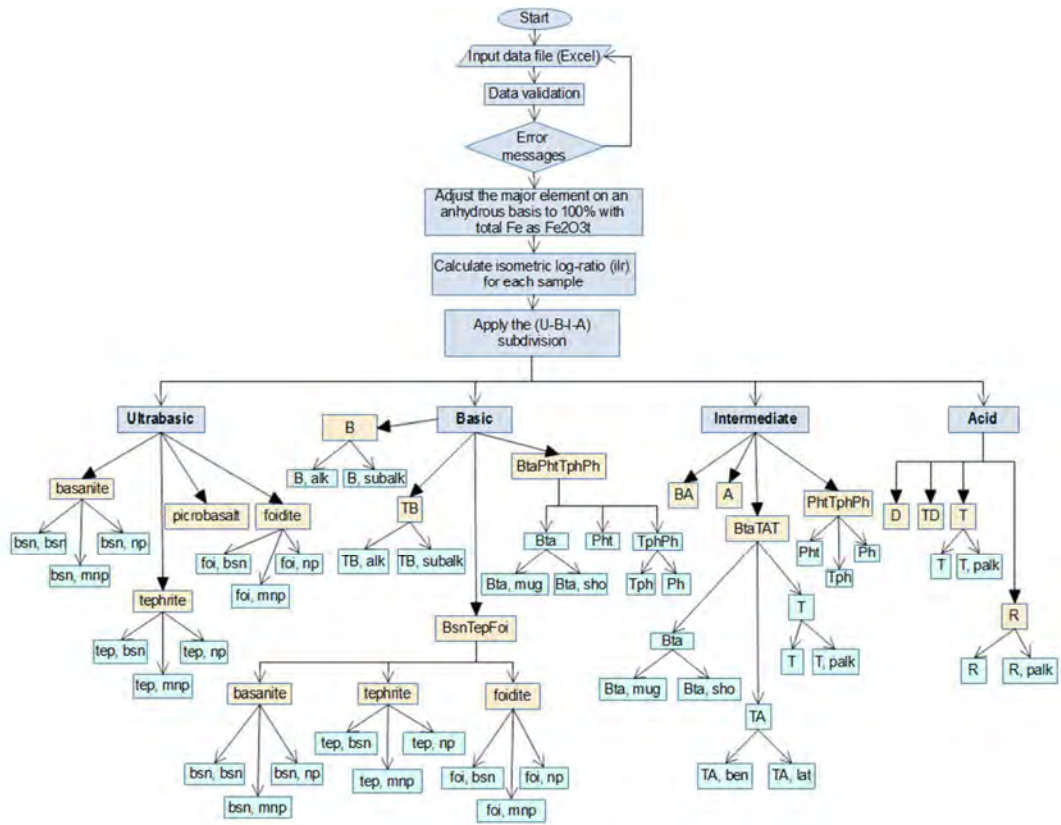 Start
Input data file (Excel)
Data validation
Error
messages
Adjust the major element on an
anhydrous basis to 100% with
total Fe as Fe2O3t
Calculate isometric log-ratio (ilr)
for each sample
Apply the (U-B-I-A)
subdivision
Ultrabasic
Basic
Intermediate
Acid
basanite
picrobasalt
foidite
bsn, bsn
bsn, np
bsn, mnp
foi, bsn
foi, np
foi, mnp
tephrite
tep, bsn
tep, np
tep, mnp
B
B, alk
B, subalk
TB
TB, alk
TB, subalk
BtaPhtTphPh
Bta
Pht
TphPh
Bta, mug
Bta, sho
Tph
Ph
BsnTepFoi
basanite
tephrite
foidite
bsn, bsn
bsn, np
bsn, mnp
tep, bsn
tep, np
tep, mnp
foi, bsn
foi, np
foi, mnp
BA
A
BtaTAT
PhtTphPh
Pht
Ph
Tph
Bta
Bta, mug
Bta, sho
T
T
T, palk
TA
TA, ben
TA, lat
D
TD
T
T
T, palk
R
R
R, palk